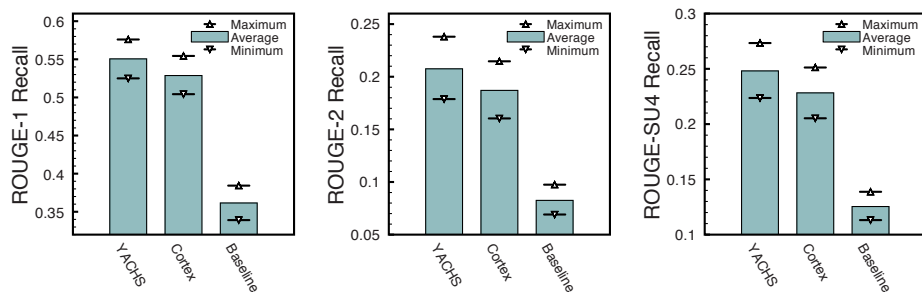 ROUGE-1 Recall
0.6
0.55
0.5
0.45
0.4
0.35
Maximum
Average
Minimum
YACHS
Cortex
Baseline
ROUGE-2 Recall
0.25
0.2
0.15
0.1
0.05
Maximum
Average
Minimum
YACHS
Cortex
Baseline
ROUGE-SU4 Recall
0.3
0.25
0.2
0.15
0.1
Maximum
Average
Minimum
YACHS
Cortex
Baseline